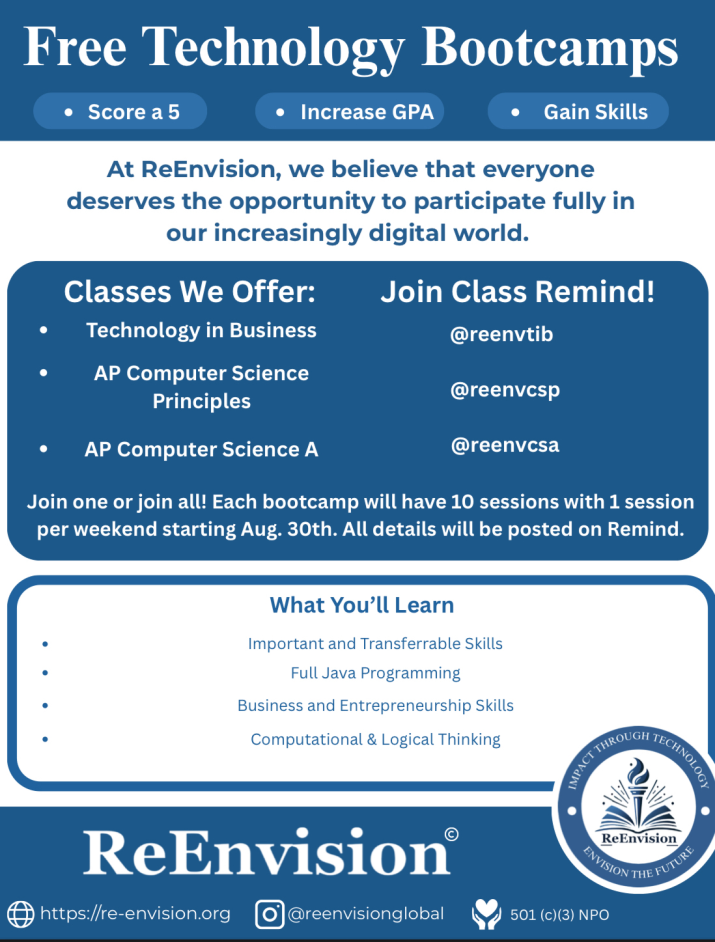 Free Technology Bootcamps
• Score a 5
• Increase GPA
• Gain Skills
At ReEnvision, we believe that everyone
deserves the opportunity to participate fully in
our increasingly digital world.
Classes We Offer:
• Technology in Business
• AP Computer Science
Principles
• AP Computer Science A
Join Class Remind!
@reenvtib
@reenvcsp
@reenvcsa
Join one or join all! Each bootcamp will have 10 sessions with 1 session
per weekend starting Aug. 30th. All details will be posted on Remind.
What You’ll Learn
• Important and Transferrable Skills
• Full Java Programming
• Business and Entrepreneurship Skills
• Computational & Logical Thinking
IMPACT THROUGH TECHNOLOGY
ReEnvision
ENVISION THE FUTURE
ReEnvision©
https://re-envision.org
@reenvisionglobal
501 (c)(3) NPO